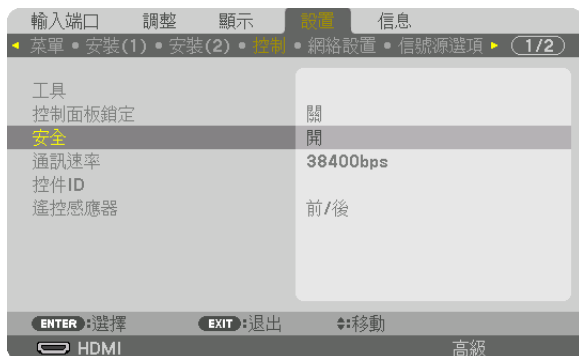 輸入端口 調整 顯示 設置 信息
◂ 菜單 • 安裝(1) • 安裝(2) • 控制 • 網絡設置 • 信號源選項 ▸ 1/2
工具
控制面板鎖定 關
安全 開
通訊速率 38400bps
控件ID
遙控感應器 前/後
ENTER:選擇 EXIT:退出 ♦:移動
HDMI 高級